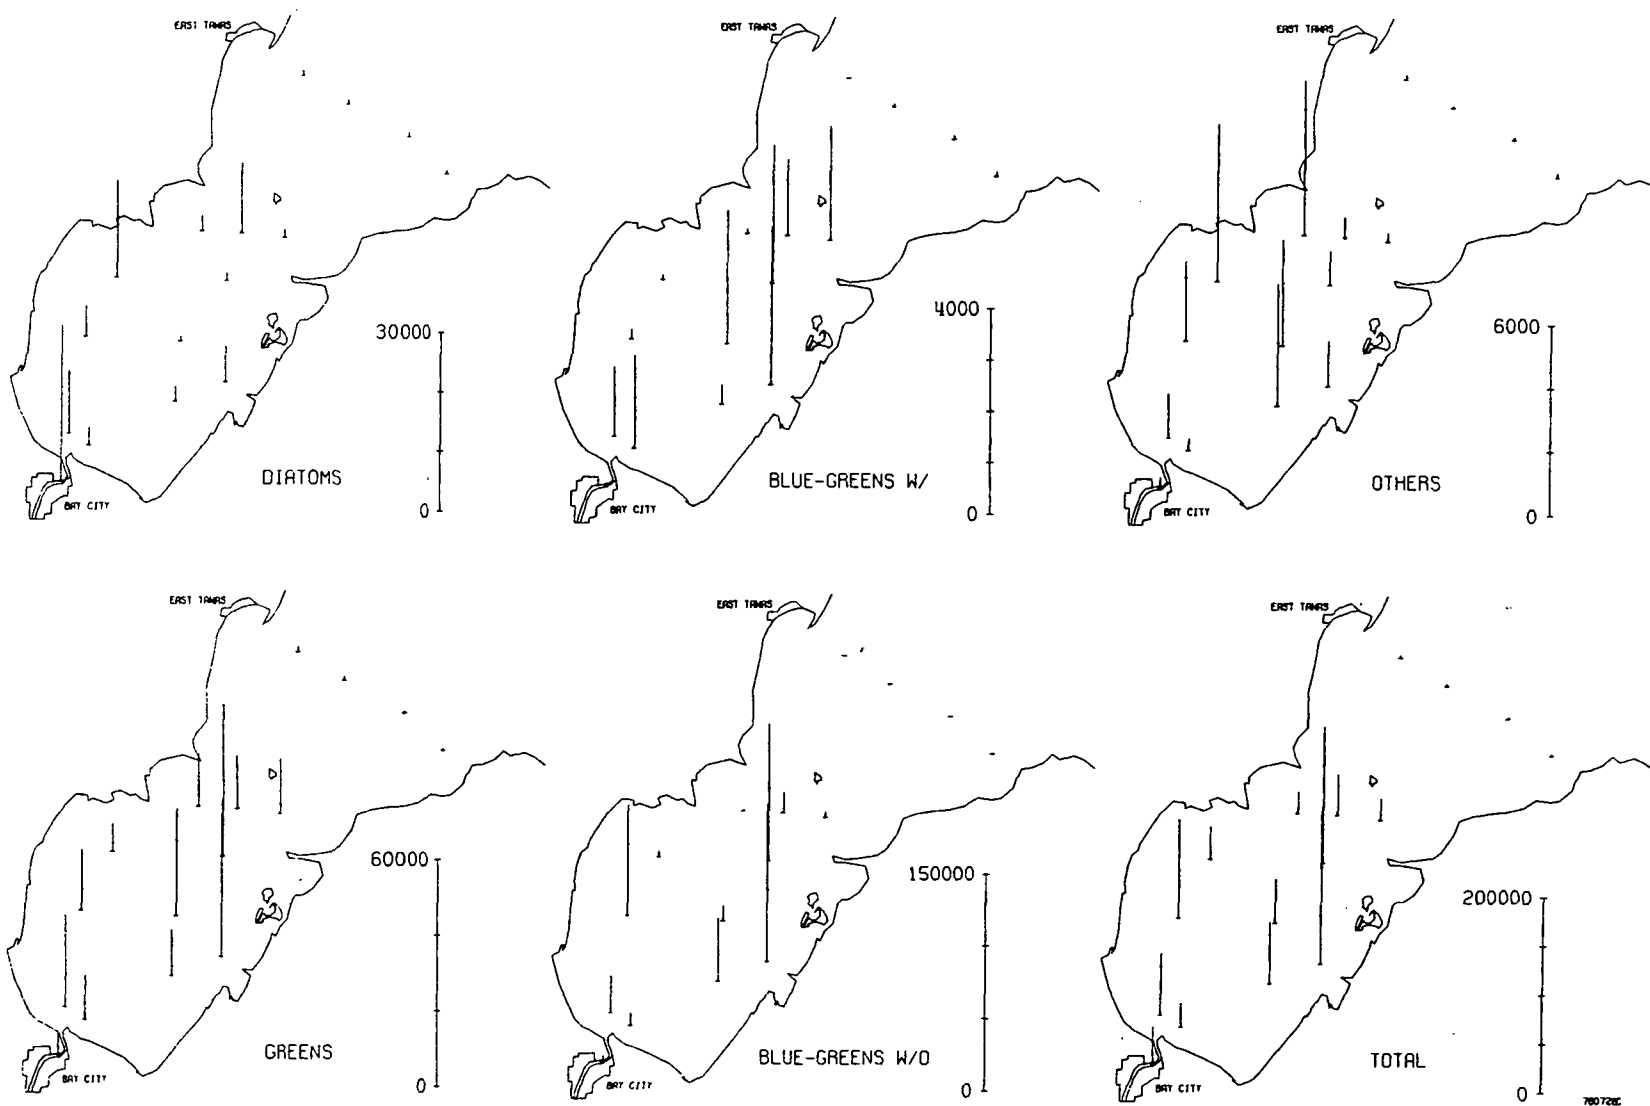 EAST TAWAS
30000
0
DIATOMS
BAY CITY
EAST TAWAS
4000
0
BLUE-GREENS W/
BAY CITY
EAST TAWAS
6000
0
OTHERS
BAY CITY
EAST TAWAS
60000
0
GREENS
BAY CITY
EAST TAWAS
150000
0
BLUE-GREENS W/O
BAY CITY
EAST TAWAS
200000
0
TOTAL
BAY CITY